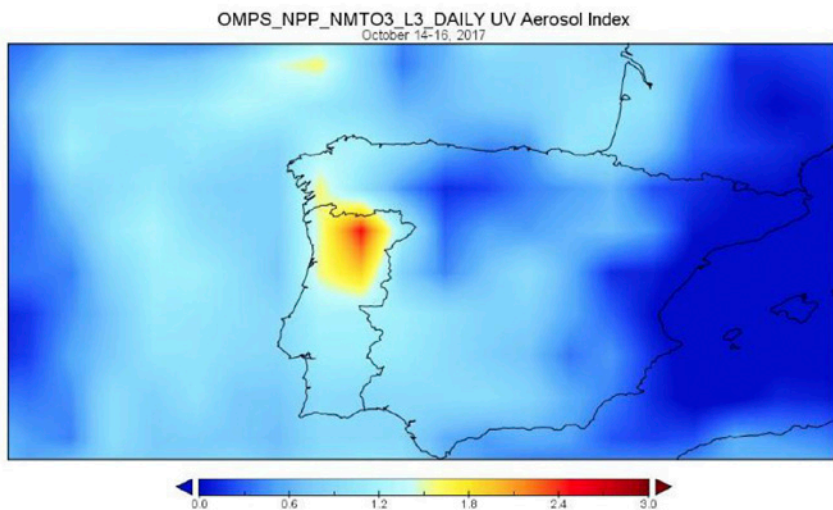 OMPS_NPP_NMTO3_L3_DAILY UV Aerosol Index
October 14-16, 2017
0.0 0.6 1.2 1.8 2.4 3.0